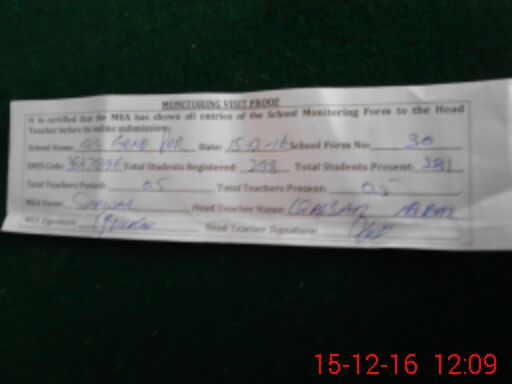 MONITORING VISIT PROOF
It is certified that the MEA has shown all entries of the School Monitoring Form to the Head
Teacher before its online submission.
School Name: Date: 15-12-16 School Form No: 30
EMIS Code: Total Students Registered: 298 Total Students Present: 281
Total Teachers Posted: 05 Total Teachers Present: 05
MEA Name: Head Teacher Name:
MEA Signature: Head Teacher Signature:
15-12-16 12:09